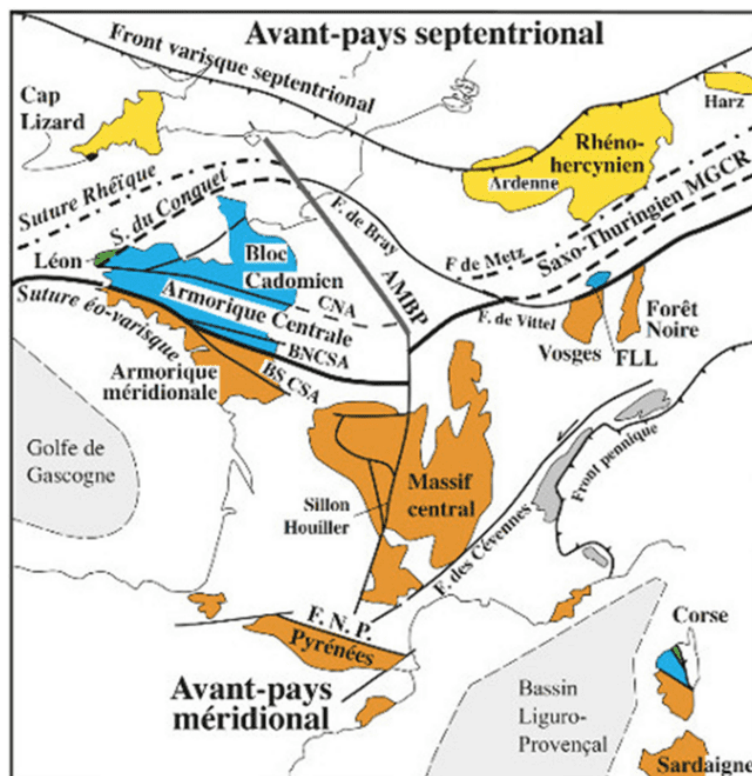 Avant-pays septentrional
Front varisque septentrional
Cap
Lizard
Harz
Rhéno-
hercynien
Ardenne
Suture Rhéïque
S. du Conquet
F. de Bray
F de Metz
Saxo-Thuringien MGCR
Léon
Bloc
Cadomien
AMBP
CNA
Armorique Centrale
F. de Vittel
Forêt
Noire
Vosges
FLL
Suture éo-varisque
BNCSA
BS CSA
Armorique
méridionale
Golfe de
Gascogne
Massif
central
Sillon
Houiller
F. des Cévennes
Front pennique
F. N. P.
Pyrénées
Corse
Avant-pays
méridional
Bassin
Liguro-
Provençal
Sardaigne